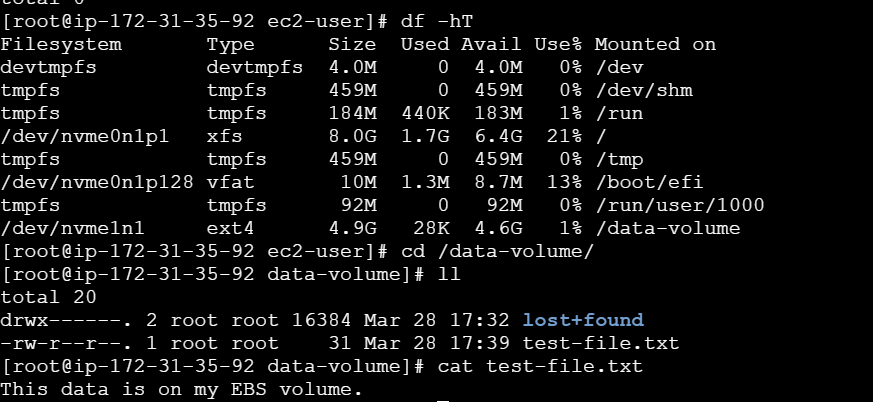 total 0
[root@ip-172-31-35-92 ec2-user]# df -hT
Filesystem       Type      Size  Used Avail Use% Mounted on
devtmpfs         devtmpfs  4.0M     0  4.0M   0% /dev
tmpfs            tmpfs     459M     0  459M   0% /dev/shm
tmpfs            tmpfs     184M  440K  183M   1% /run
/dev/nvme0n1p1   xfs       8.0G  1.7G  6.4G  21% /
tmpfs            tmpfs     459M     0  459M   0% /tmp
/dev/nvme0n1p128 vfat       10M  1.3M  8.7M  13% /boot/efi
tmpfs            tmpfs      92M     0   92M   0% /run/user/1000
/dev/nvme1n1     ext4      4.9G   28K  4.6G   1% /data-volume
[root@ip-172-31-35-92 ec2-user]# cd /data-volume/
[root@ip-172-31-35-92 data-volume]# ll
total 20
drwx------. 2 root root 16384 Mar 28 17:32 lost+found
-rw-r--r--. 1 root root    31 Mar 28 17:39 test-file.txt
[root@ip-172-31-35-92 data-volume]# cat test-file.txt
This data is on my EBS volume.